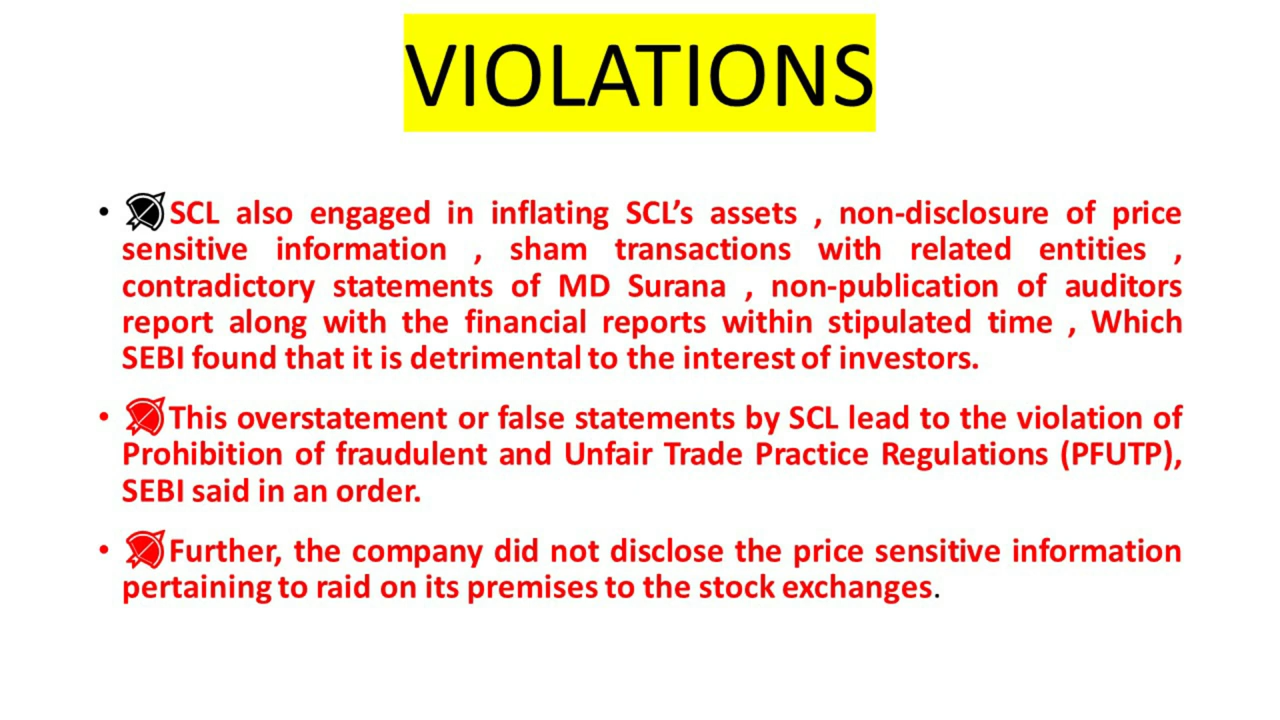 VIOLATIONS
• SCL also engaged in inflating SCL’s assets , non-disclosure of price
sensitive information , sham transactions with related entities ,
contradictory statements of MD Surana , non-publication of auditors
report along with the financial reports within stipulated time , Which
SEBI found that it is detrimental to the interest of investors.
• This overstatement or false statements by SCL lead to the violation of
Prohibition of fraudulent and Unfair Trade Practice Regulations (PFUTP),
SEBI said in an order.
• Further, the company did not disclose the price sensitive information
pertaining to raid on its premises to the stock exchanges.